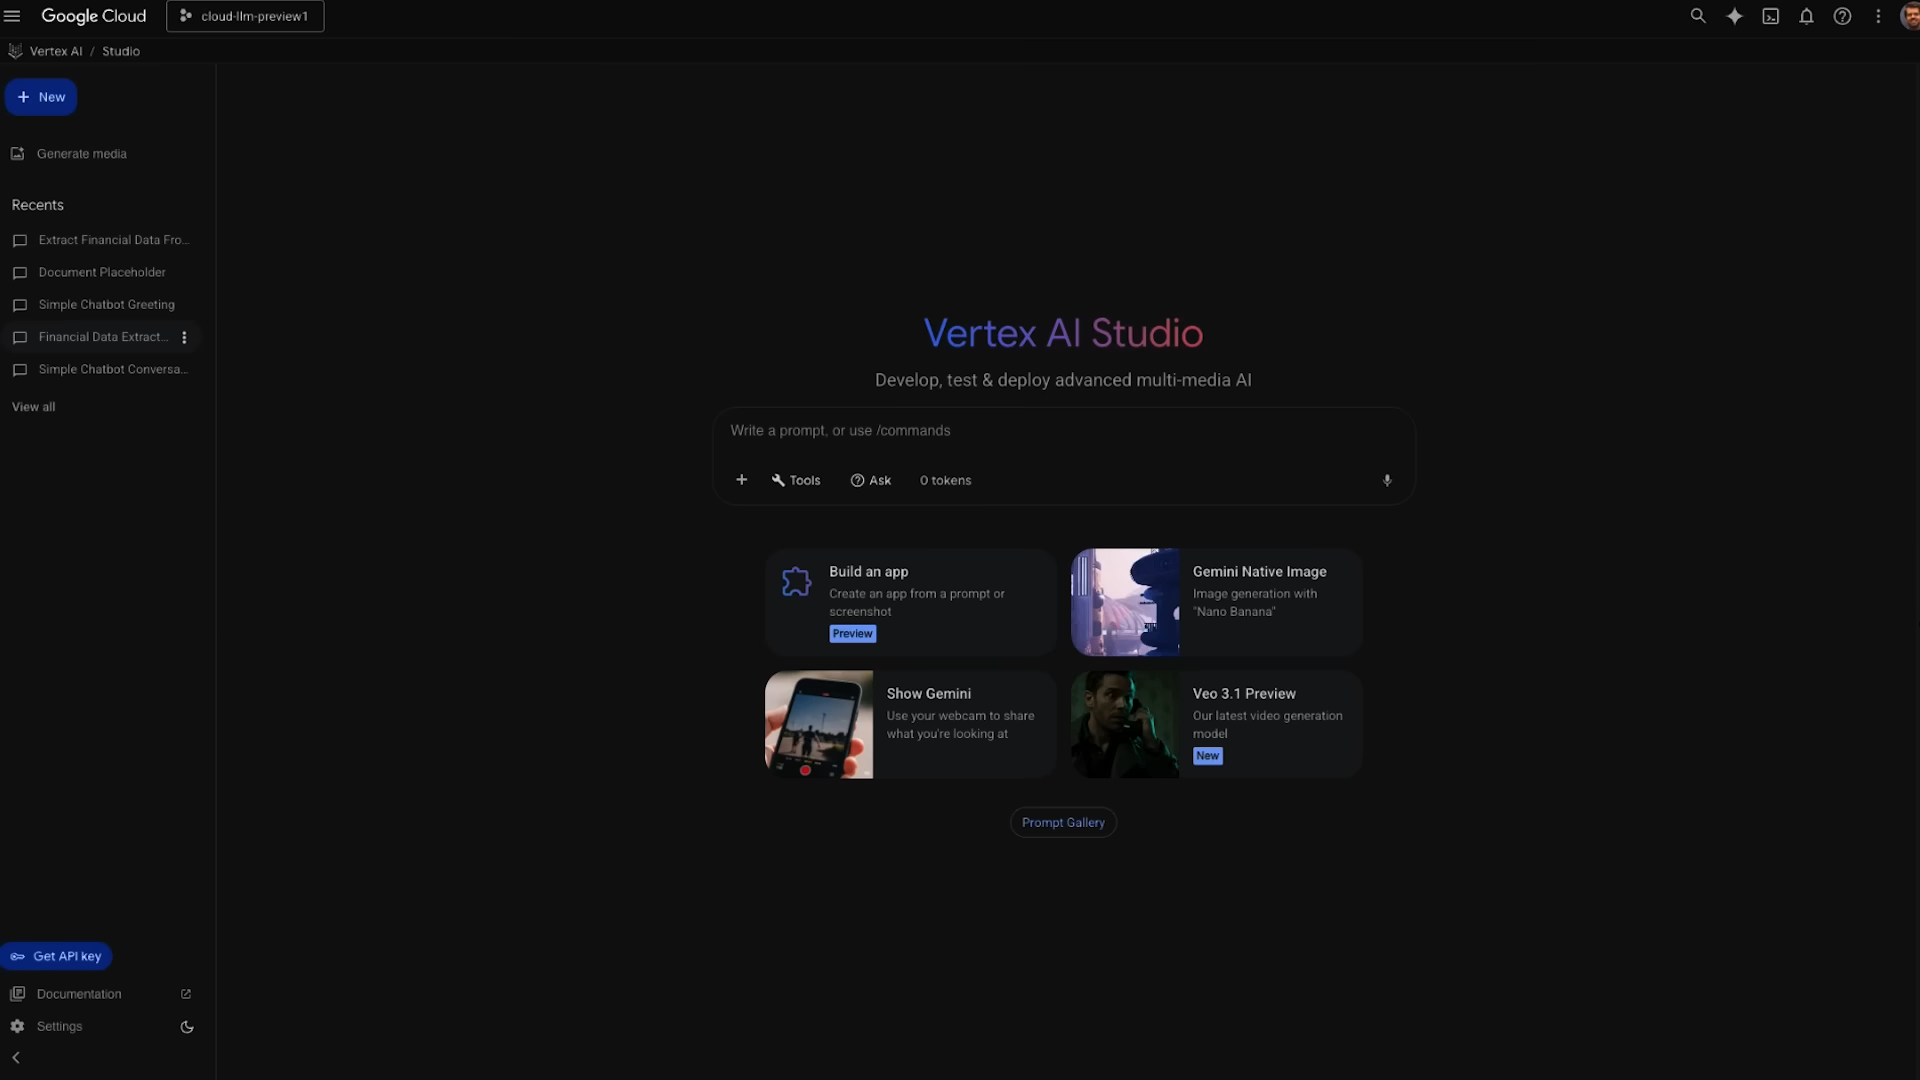 Google Cloud
cloud-llm-preview1
Vertex AI / Studio
New
Generate media
Recents
Extract Financial Data Fro...
Document Placeholder
Simple Chatbot Greeting
Financial Data Extract...
Simple Chatbot Conversa...
View all
Vertex AI Studio
Develop, test & deploy advanced multi-media AI
Write a prompt, or use /commands
Tools
Ask
0 tokens
Build an app
Create an app from a prompt or
screenshot
Preview
Gemini Native Image
Image generation with
"Nano Banana"
Show Gemini
Use your webcam to share
what you're looking at
Veo 3.1 Preview
Our latest video generation
model
New
Prompt Gallery
Get API key
Documentation
Settings